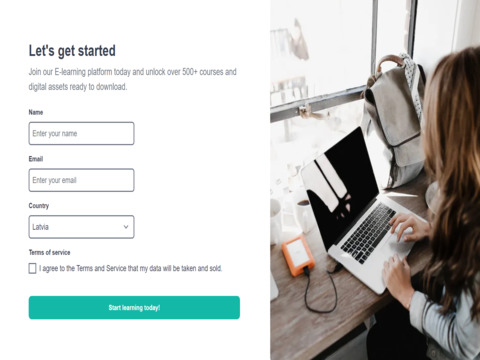 Let's get started
Join our E-learning platform today and unlock over 500+ courses and
digital assets ready to download.
Name
Enter your name
Email
Enter your email
Country
Latvia
Terms of service
I agree to the Terms and Service that my data will be taken and sold.
Start learning today!